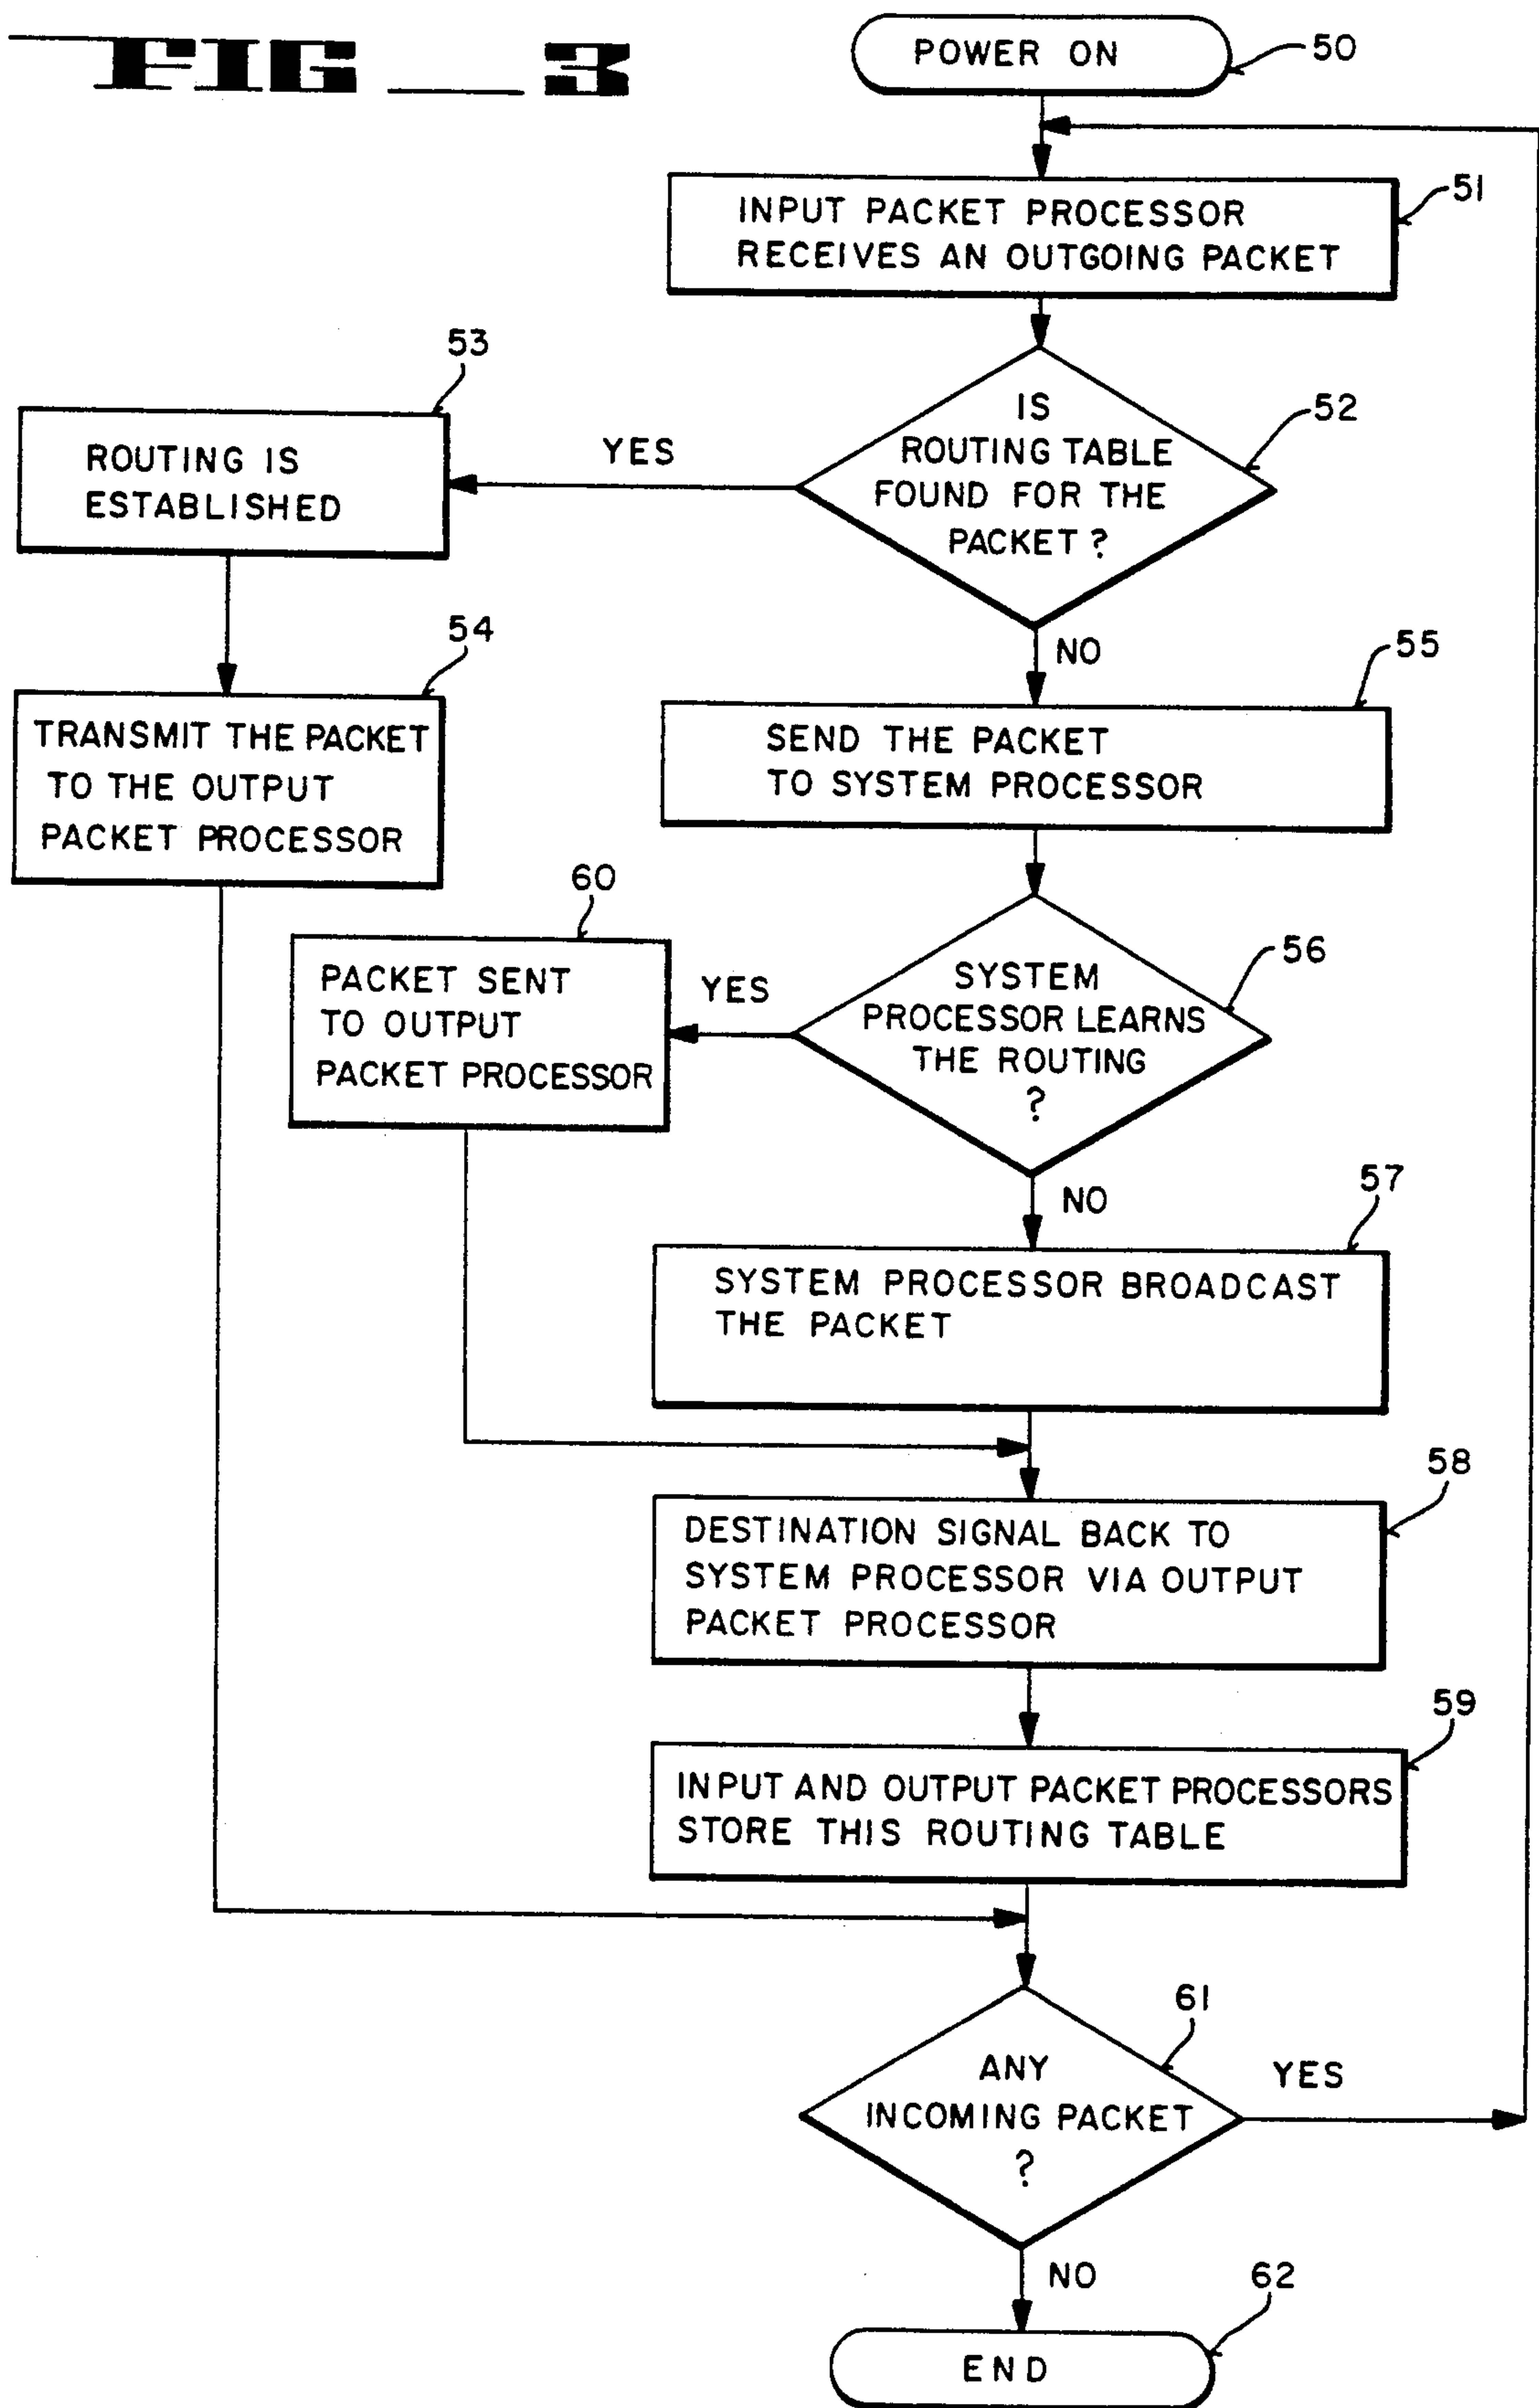 FIG 3
POWER ON
50
INPUT PACKET PROCESSOR
RECEIVES AN OUTGOING PACKET
51
IS
ROUTING TABLE
FOUND FOR THE
PACKET ?
52
YES
53
ROUTING IS
ESTABLISHED
54
TRANSMIT THE PACKET
TO THE OUTPUT
PACKET PROCESSOR
NO
55
SEND THE PACKET
TO SYSTEM PROCESSOR
SYSTEM
PROCESSOR LEARNS
THE ROUTING
?
56
YES
60
PACKET SENT
TO OUTPUT
PACKET PROCESSOR
NO
57
SYSTEM PROCESSOR BROADCAST
THE PACKET
58
DESTINATION SIGNAL BACK TO
SYSTEM PROCESSOR VIA OUTPUT
PACKET PROCESSOR
59
INPUT AND OUTPUT PACKET PROCESSORS
STORE THIS ROUTING TABLE
61
ANY
INCOMING PACKET
?
YES
NO
62
END